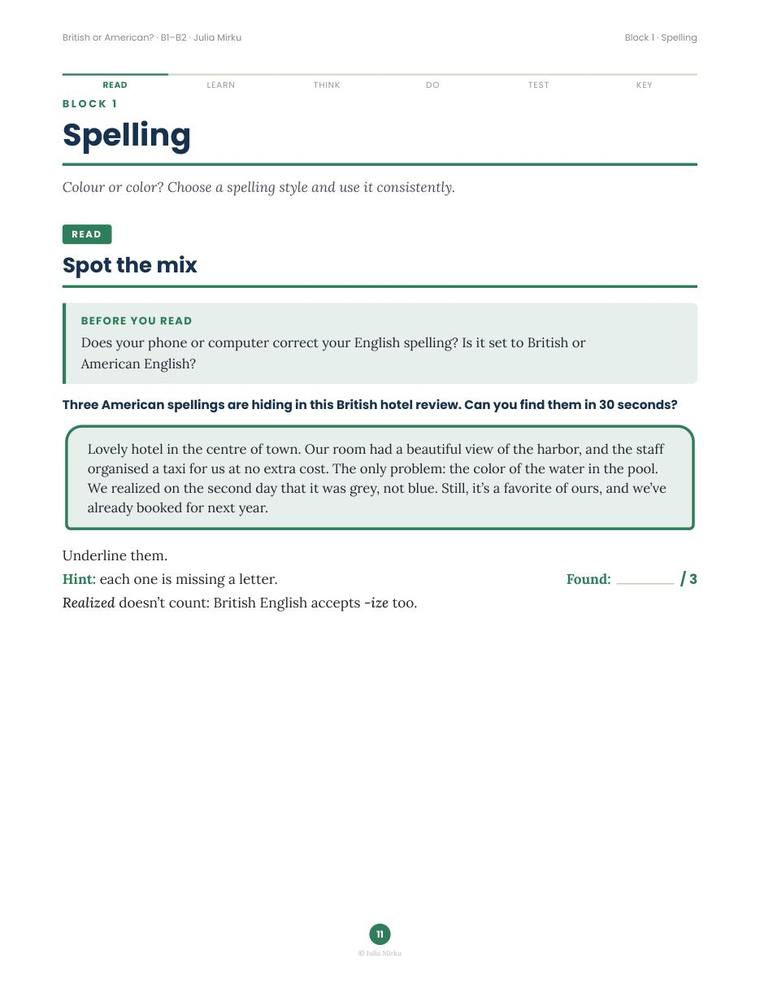 British or American? · B1–B2 · Julia Mirku
Block 1 · Spelling
READ LEARN THINK DO TEST KEY
BLOCK 1
Spelling
Colour or color? Choose a spelling style and use it consistently.
READ
Spot the mix
BEFORE YOU READ
Does your phone or computer correct your English spelling? Is it set to British or
American English?
Three American spellings are hiding in this British hotel review. Can you find them in 30 seconds?
Lovely hotel in the centre of town. Our room had a beautiful view of the harbor, and the staff
organised a taxi for us at no extra cost. The only problem: the color of the water in the pool.
We realized on the second day that it was grey, not blue. Still, it’s a favorite of ours, and we’ve
already booked for next year.
Underline them.
Hint: each one is missing a letter.
Found: ________ / 3
Realized doesn’t count: British English accepts -ize too.
11
© Julia Mirku